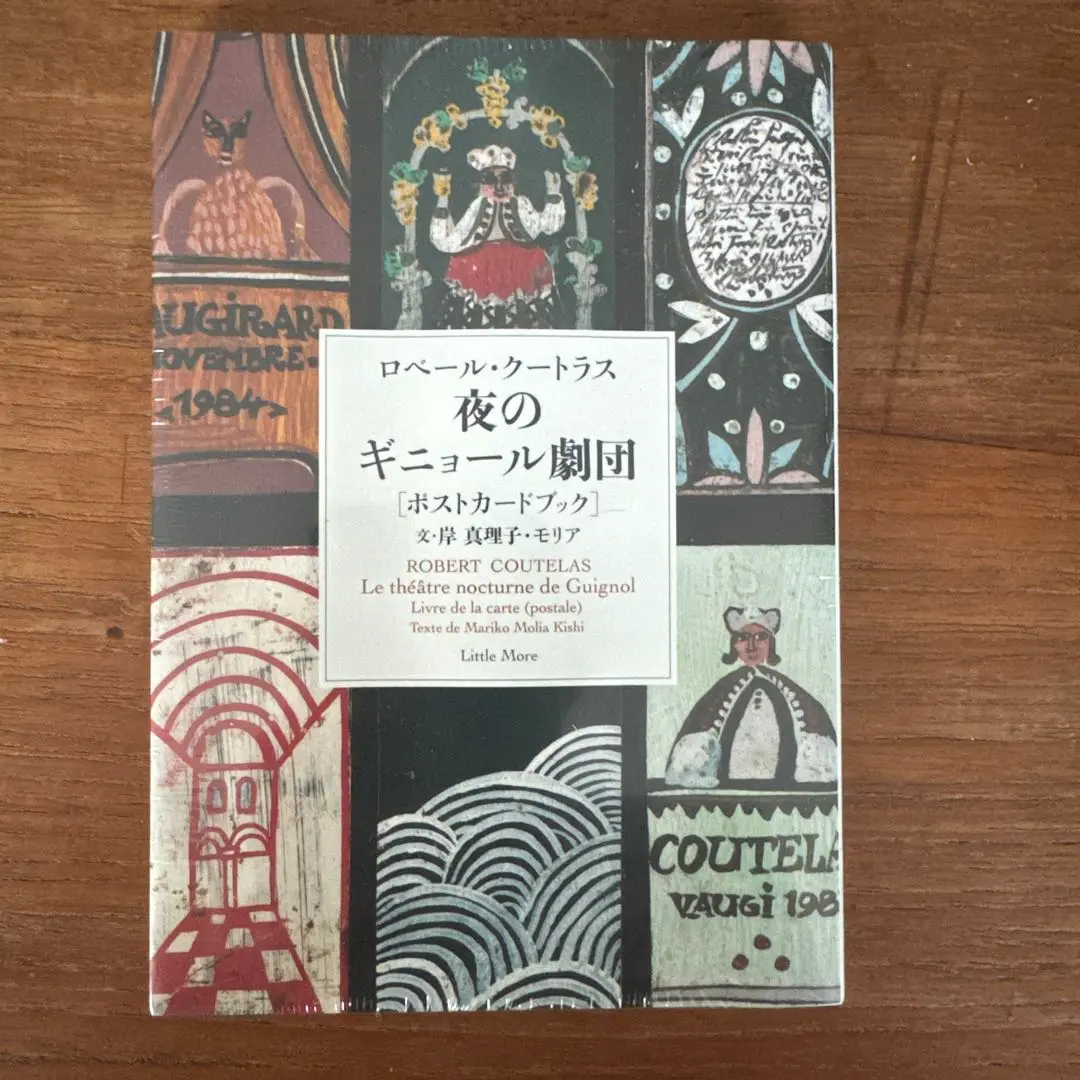 AUGiRARD
NOVEMBRE-
<1984>
ロベール・クートラス
夜の
ギニョール劇団
[ポストカードブック]
文・岸 真理子・モリア
ROBERT COUTELAS
Le théâtre nocturne de Guignol
Livre de la carte (postale)
Texte de Mariko Molia Kishi
Little More
COUTELA
VAUGi 198